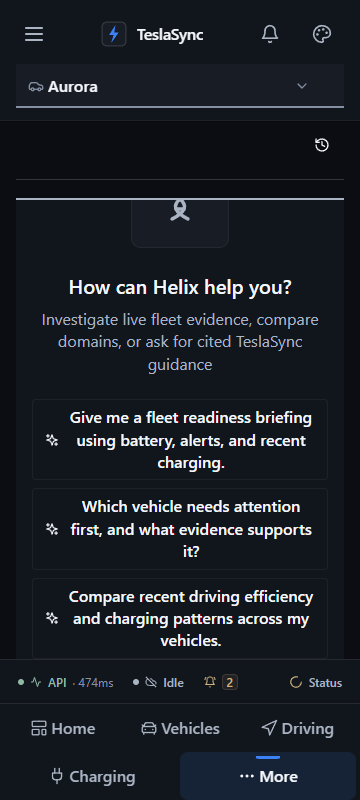 TeslaSync
Aurora
How can Helix help you?
Investigate live fleet evidence, compare
domains, or ask for cited TeslaSync
guidance
Give me a fleet readiness briefing
using battery, alerts, and recent
charging.
Which vehicle needs attention
first, and what evidence supports
it?
Compare recent driving efficiency
and charging patterns across my
vehicles.
API · 474ms Idle 2 Status
Home Vehicles Driving
Charging More